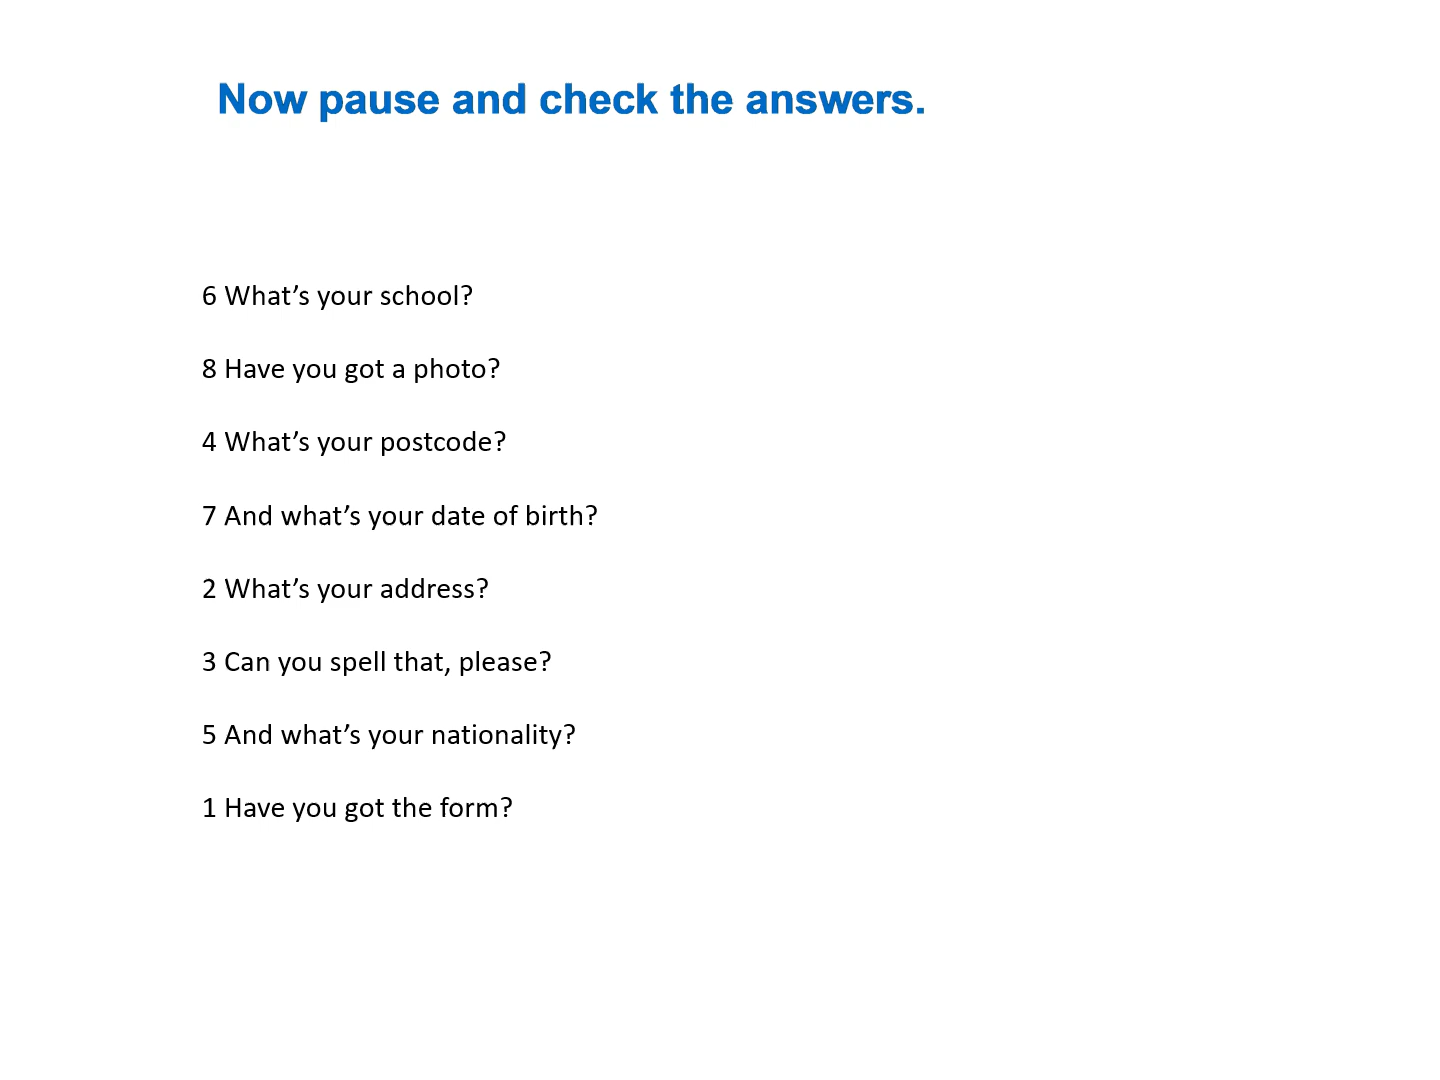 Now pause and check the answers.
6 What’s your school?
8 Have you got a photo?
4 What’s your postcode?
7 And what’s your date of birth?
2 What’s your address?
3 Can you spell that, please?
5 And what’s your nationality?
1 Have you got the form?